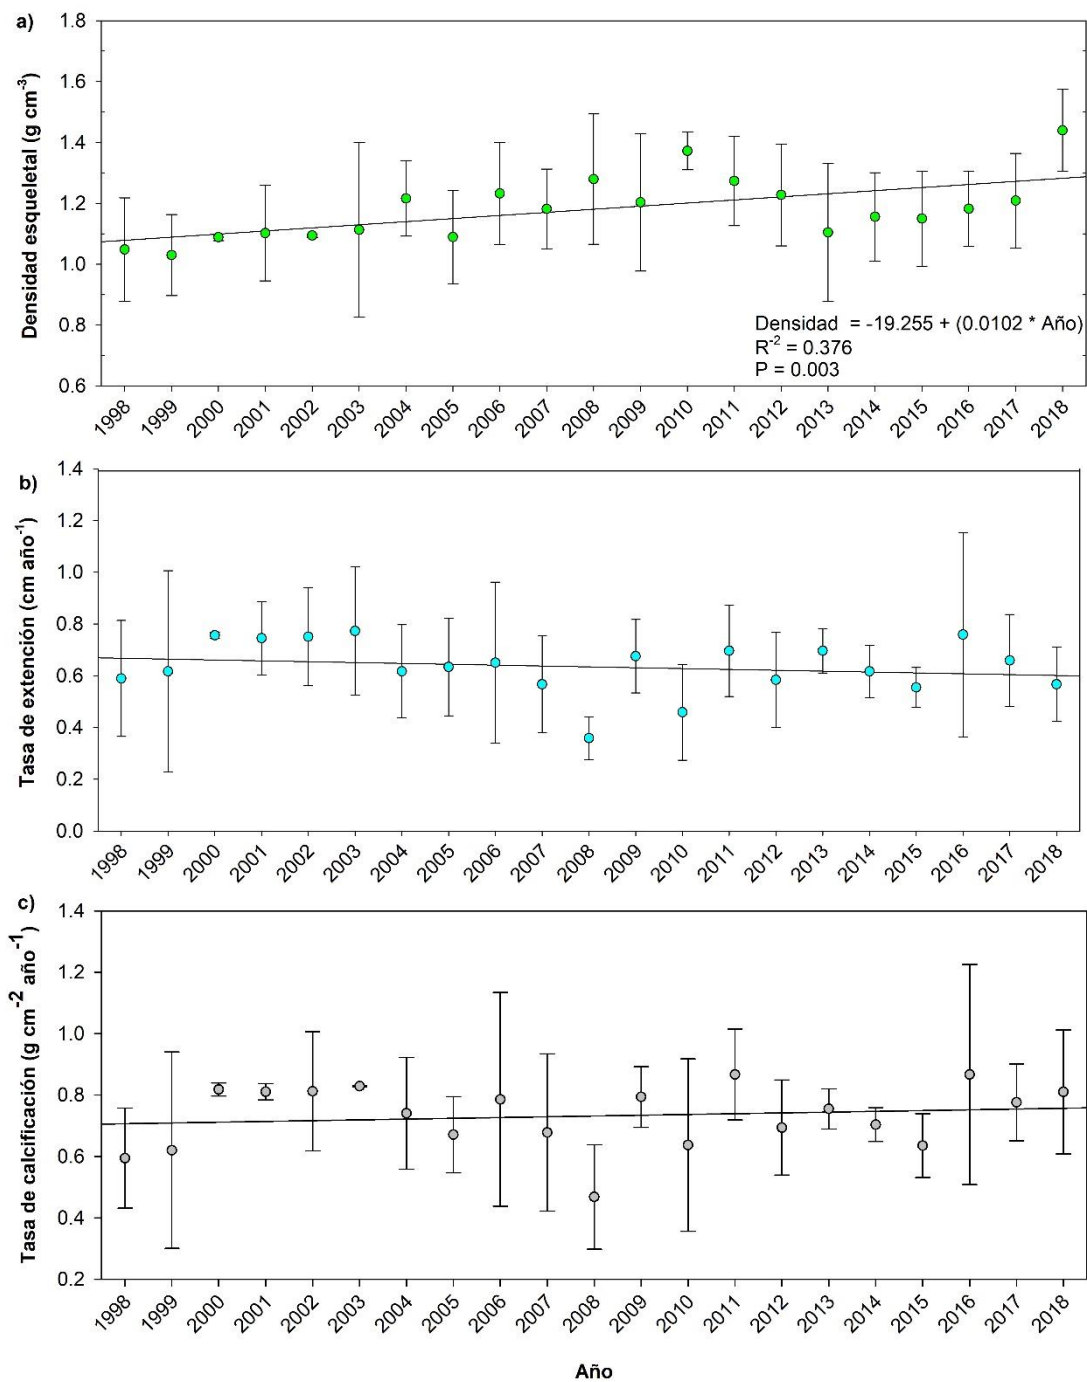 a)
Densidad esqueletal (g cm-3)
1.8
1.6
1.4
1.2
1.0
0.8
0.6
Densidad = -19.255 + (0.0102 * Año)
R-2 = 0.376
P = 0.003
1998 1999 2000 2001 2002 2003 2004 2005 2006 2007 2008 2009 2010 2011 2012 2013 2014 2015 2016 2017 2018
b)
Tasa de extención (cm año-1)
1.4
1.2
1.0
0.8
0.6
0.4
0.2
0.0
1998 1999 2000 2001 2002 2003 2004 2005 2006 2007 2008 2009 2010 2011 2012 2013 2014 2015 2016 2017 2018
c)
Tasa de calcificación (g cm-2 año-1)
1.4
1.2
1.0
0.8
0.6
0.4
0.2
1998 1999 2000 2001 2002 2003 2004 2005 2006 2007 2008 2009 2010 2011 2012 2013 2014 2015 2016 2017 2018
Año